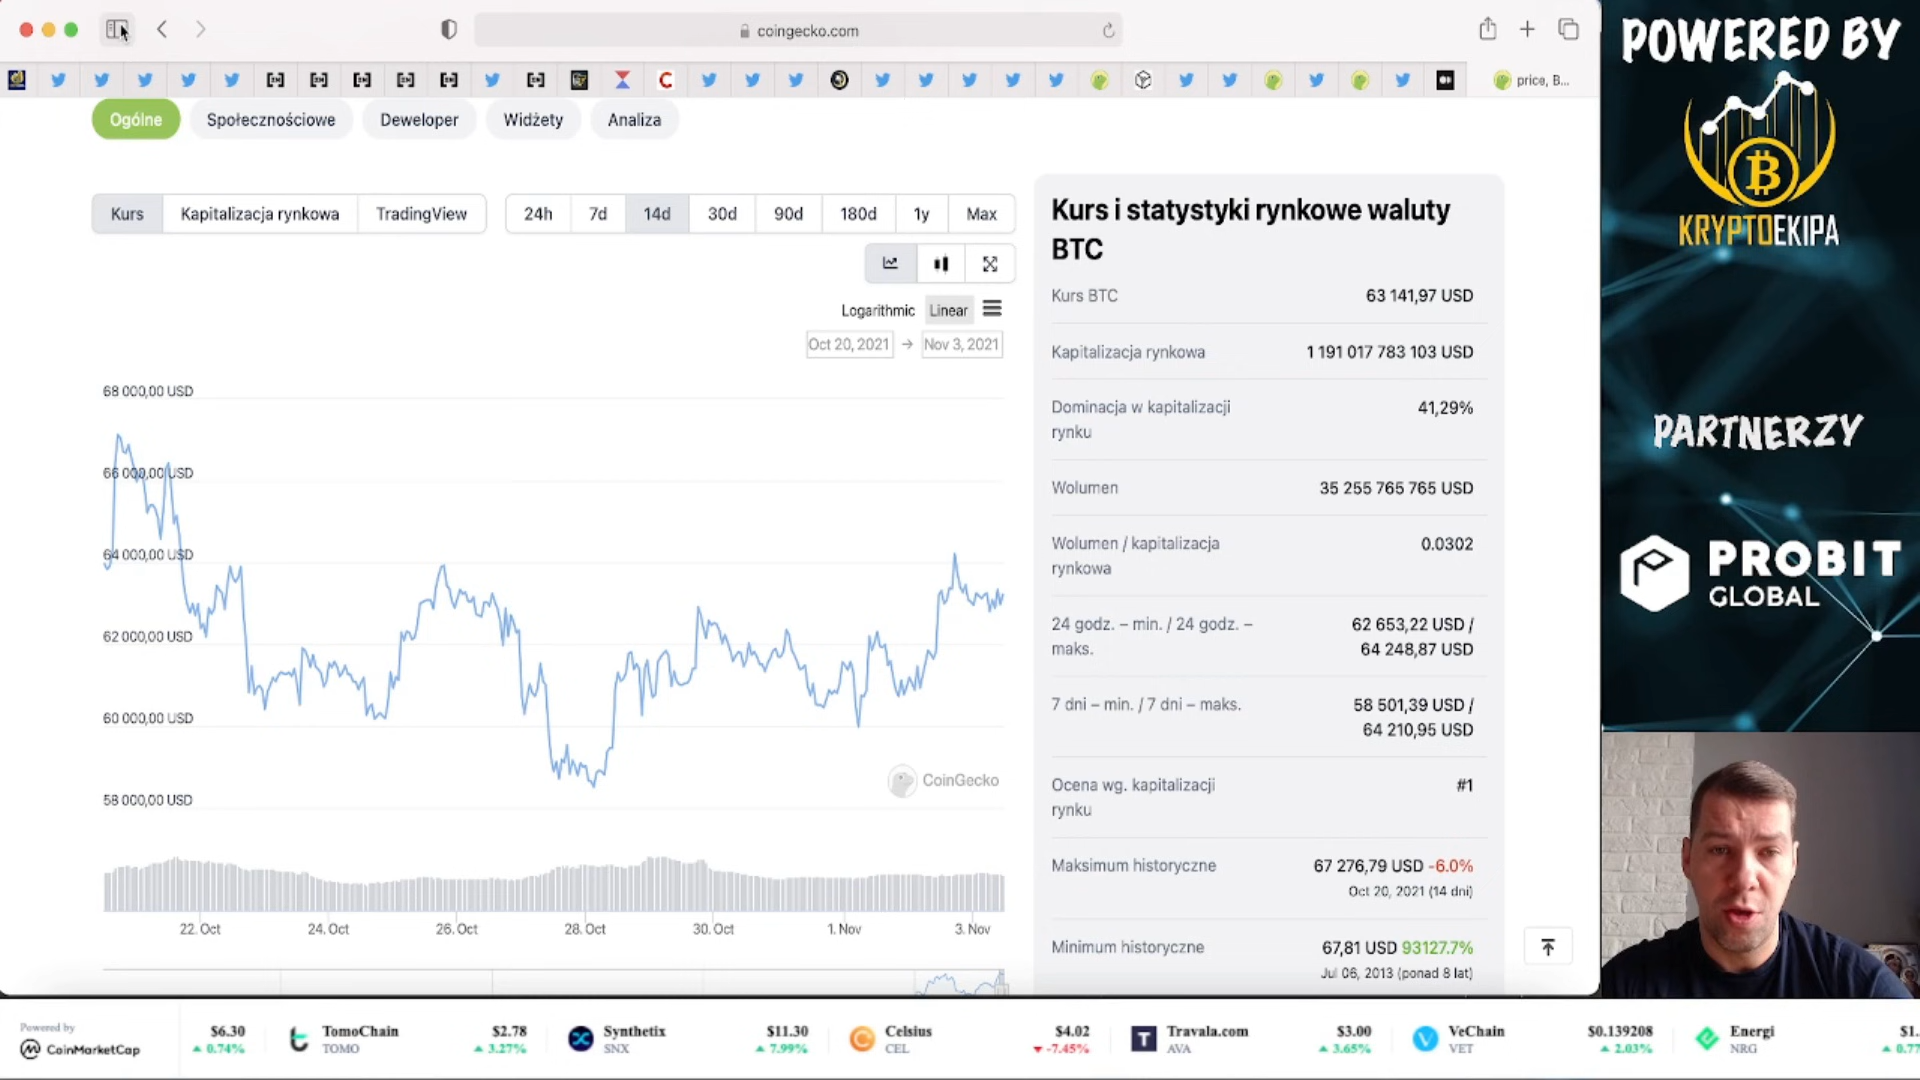 coingecko.com
price, B...
Ogólne
Społecznościowe
Deweloper
Widżety
Analiza
Kurs
Kapitalizacja rynkowa
TradingView
24h
7d
14d
30d
90d
180d
1y
Max
Logarithmic
Linear
Oct 20, 2021 → Nov 3, 2021
68 000,00 USD
66 000,00 USD
64 000,00 USD
62 000,00 USD
60 000,00 USD
58 000,00 USD
CoinGecko
22. Oct
24. Oct
26. Oct
28. Oct
30. Oct
1. Nov
3. Nov
Kurs i statystyki rynkowe waluty
BTC
Kurs BTC
63 141,97 USD
Kapitalizacja rynkowa
1 191 017 783 103 USD
Dominacja w kapitalizacji
rynku
41,29%
Wolumen
35 255 765 765 USD
Wolumen / kapitalizacja
rynkowa
0.0302
24 godz. – min. / 24 godz. –
maks.
62 653,22 USD /
64 248,87 USD
7 dni – min. / 7 dni – maks.
58 501,39 USD /
64 210,95 USD
Ocena wg. kapitalizacji
rynku
#1
Maksimum historyczne
67 276,79 USD -6.0%
Oct 20, 2021 (14 dni)
Minimum historyczne
67,81 USD 93127.7%
Jul 06, 2013 (ponad 8 lat)
POWERED BY
KRYPTOEKIPA
PARTNERZY
PROBIT
GLOBAL
Powered by
CoinMarketCap
$6.30
0.74%
TomoChain
TOMO
$2.78
3.27%
Synthetix
SNX
$11.30
7.99%
Celsius
CEL
$4.02
-7.45%
Travala.com
AVA
$3.00
3.65%
VeChain
VET
$0.139208
2.03%
Energi
NRG
$1.
0.77